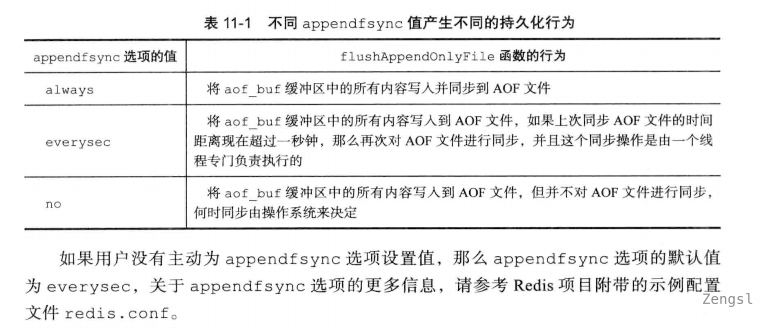 表 11-1 不同 appendfsync 值产生不同的持久化行为
appendfsync 选项的值
flushAppendOnlyFile 函数的行为
always
将 aof_buf 缓冲区中的所有内容写入并同步到 AOF 文件
everysec
将 aof_buf 缓冲区中的所有内容写入到 AOF 文件，如果上次同步 AOF 文件的时间
距离现在超过一秒钟，那么再次对 AOF 文件进行同步，并且这个同步操作是由一个线
程专门负责执行的
no
将 aof_buf 缓冲区中的所有内容写入到 AOF 文件，但并不对 AOF 文件进行同步，
何时同步由操作系统来决定
如果用户没有主动为 appendfsync 选项设置值，那么 appendfsync 选项的默认值
为 everysec，关于 appendfsync 选项的更多信息，请参考 Redis 项目附带的示例配置
文件 redis.conf。
Zengsl